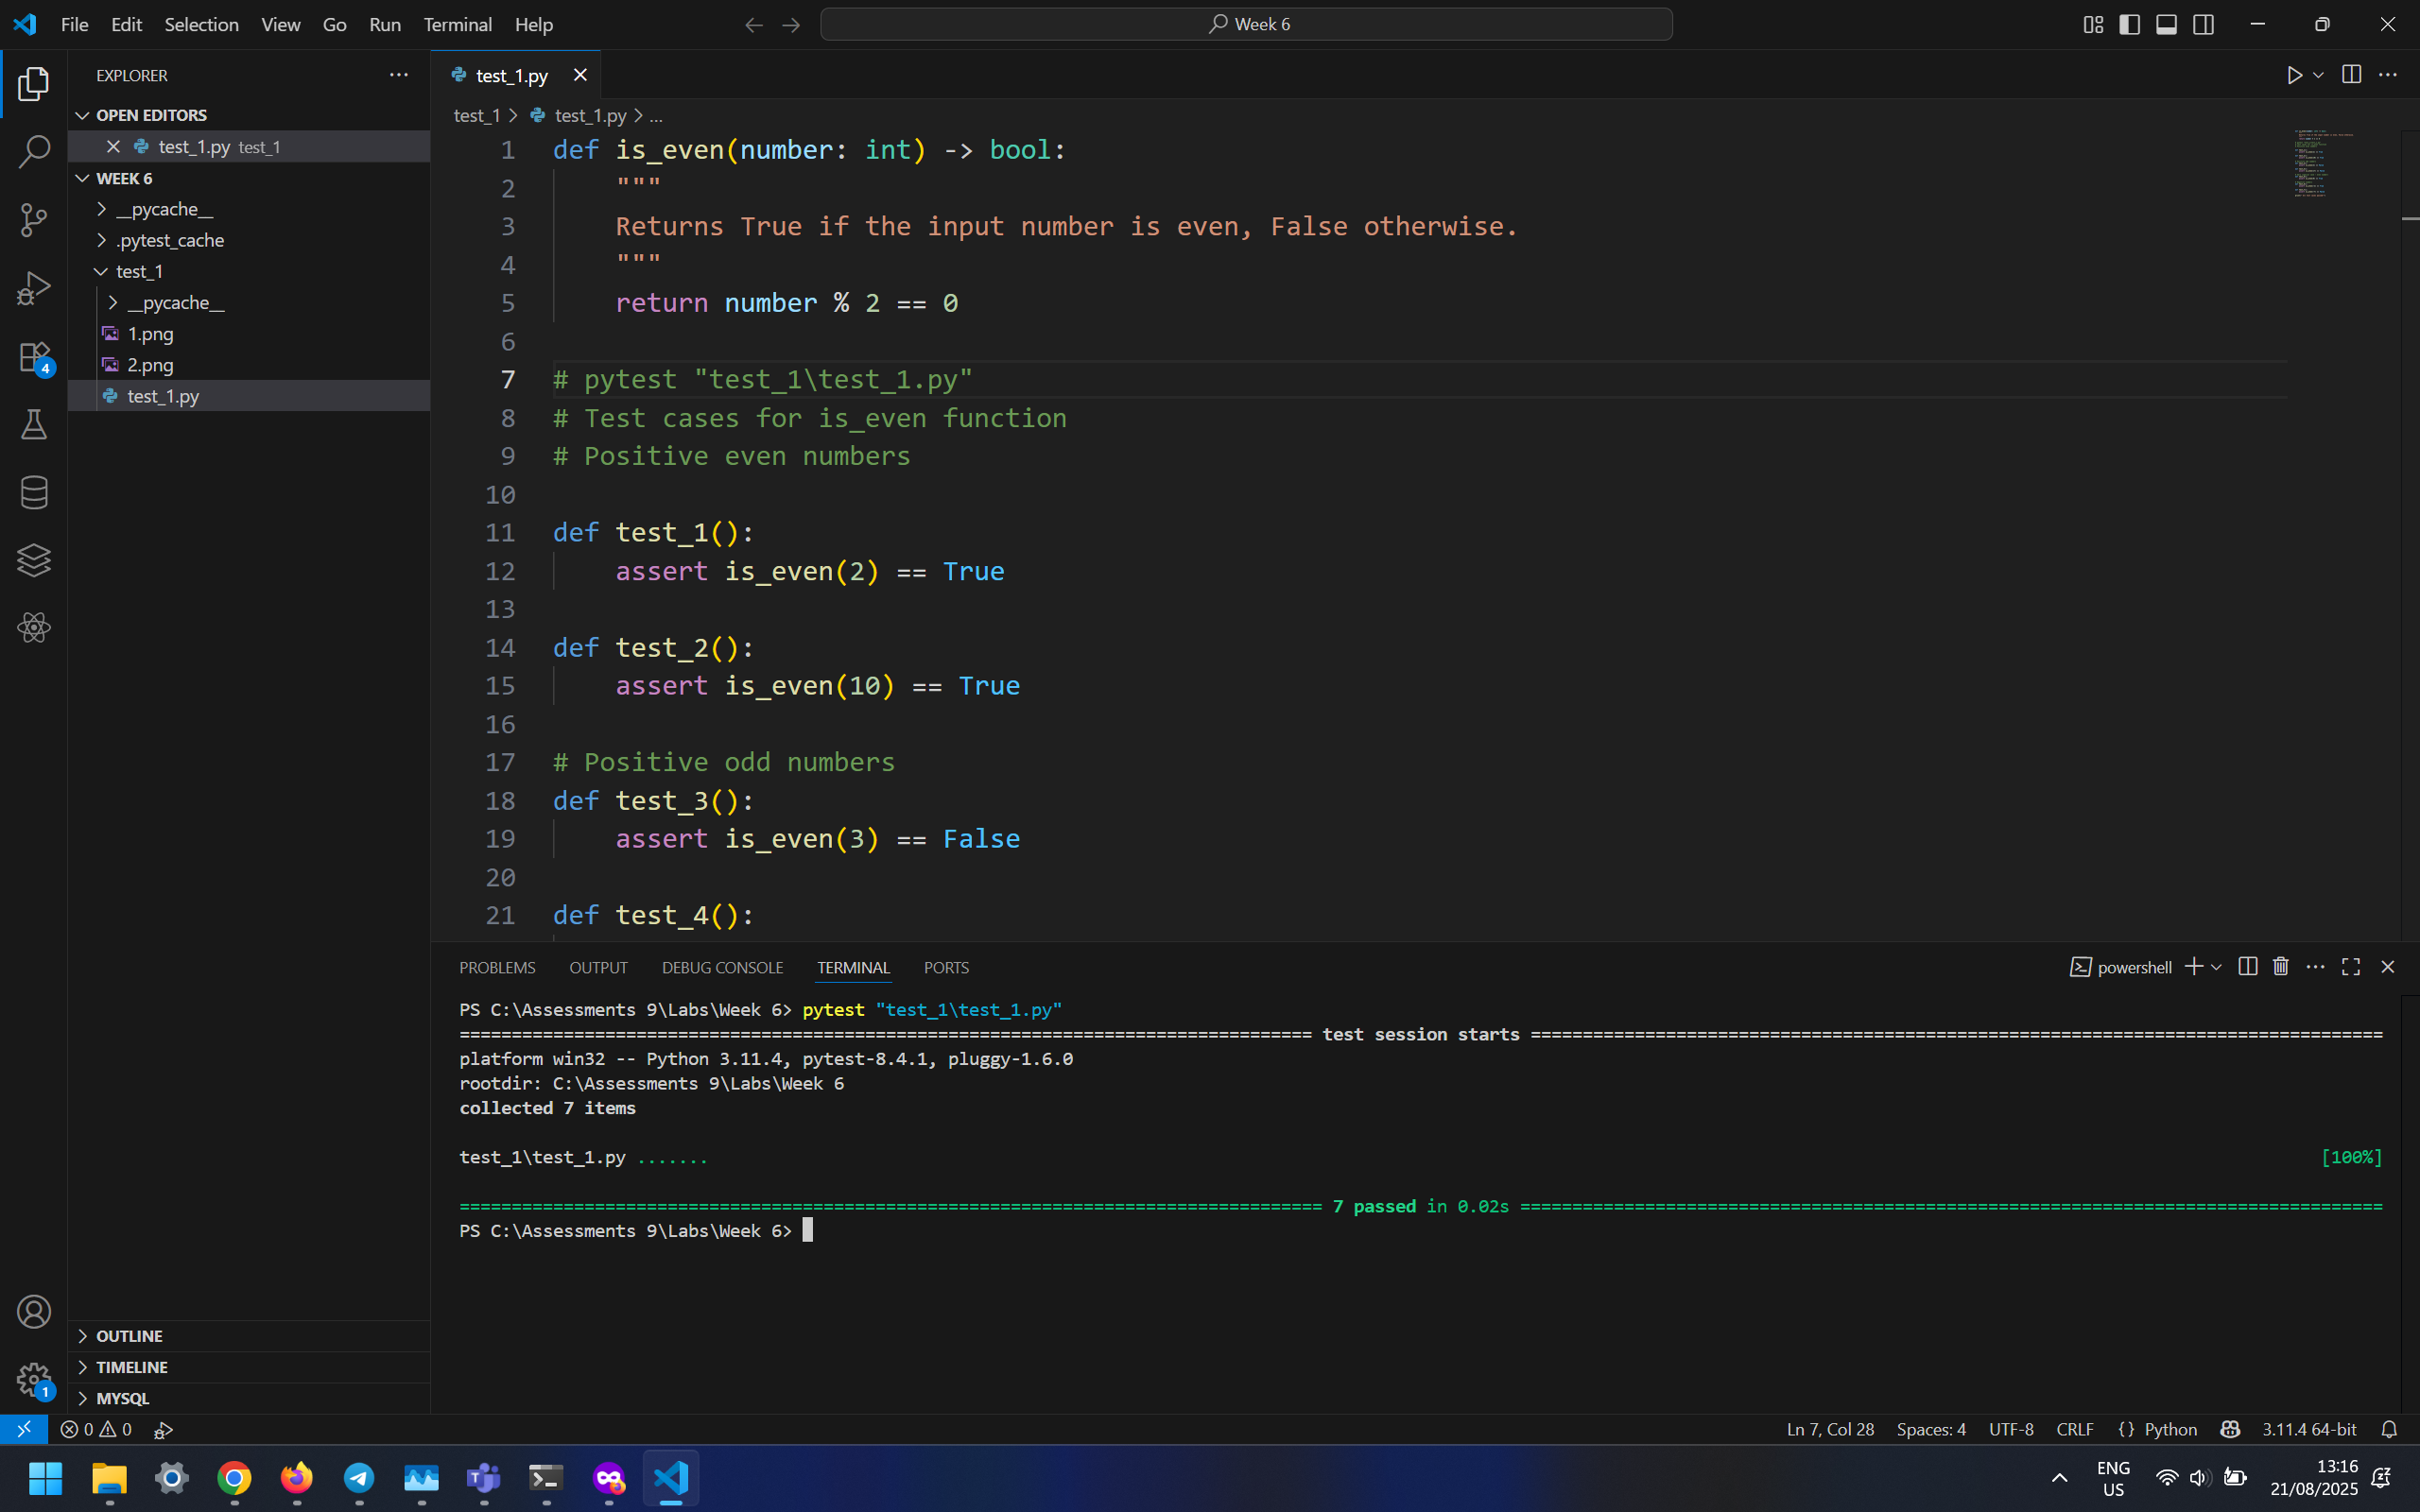 File Edit Selection View Go Run Terminal Help
Week 6
EXPLORER
OPEN EDITORS
test_1.py test_1
WEEK 6
__pycache__
.pytest_cache
test_1
__pycache__
1.png
2.png
test_1.py
OUTLINE
TIMELINE
MYSQL
4
1
test_1.py
test_1 > test_1.py > ...
1 def is_even(number: int) -> bool:
2 """
3 Returns True if the input number is even, False otherwise.
4 """
5 return number % 2 == 0
6
7 # pytest "test_1\test_1.py"
8 # Test cases for is_even function
9 # Positive even numbers
10
11 def test_1():
12 assert is_even(2) == True
13
14 def test_2():
15 assert is_even(10) == True
16
17 # Positive odd numbers
18 def test_3():
19 assert is_even(3) == False
20
21 def test_4():
PROBLEMS OUTPUT DEBUG CONSOLE TERMINAL PORTS
powershell
PS C:\Assessments 9\Labs\Week 6> pytest "test_1\test_1.py"
test session starts
platform win32 -- Python 3.11.4, pytest-8.4.1, pluggy-1.6.0
rootdir: C:\Assessments 9\Labs\Week 6
collected 7 items
test_1\test_1.py ....... [100%]
7 passed in 0.02s
PS C:\Assessments 9\Labs\Week 6>
0 0
Ln 7, Col 28 Spaces: 4 UTF-8 CRLF {} Python 3.11.4 64-bit
ENG
US
13:16
21/08/2025